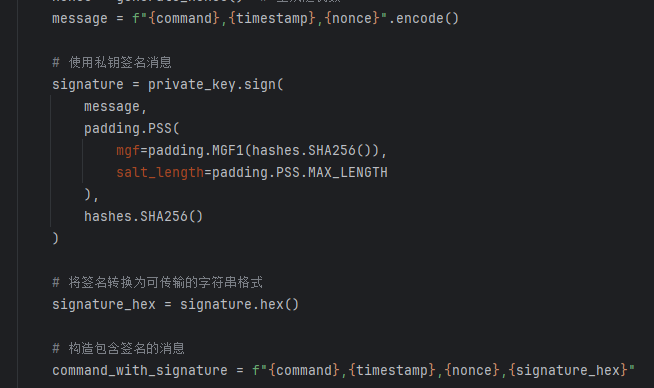 message = f"{command},{timestamp},{nonce}".encode()
# 使用私钥签名消息
signature = private_key.sign(
message,
padding.PSS(
mgf=padding.MGF1(hashes.SHA256()),
salt_length=padding.PSS.MAX_LENGTH
),
hashes.SHA256()
)
# 将签名转换为可传输的字符串格式
signature_hex = signature.hex()
# 构造包含签名的消息
command_with_signature = f"{command},{timestamp},{nonce},{signature_hex}"